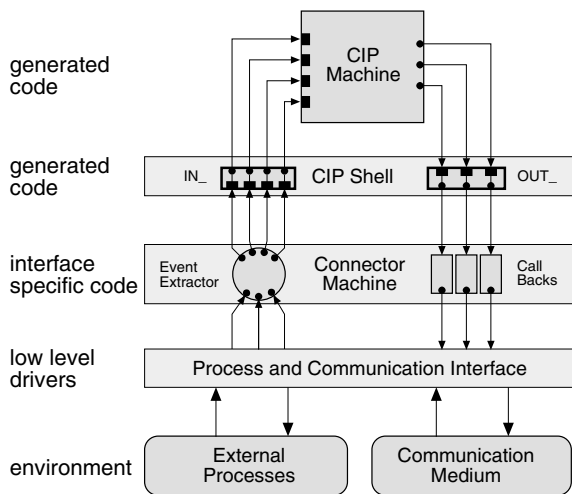 generated
code
CIP
Machine
generated
code
IN_
CIP Shell
OUT_
interface
specific code
Event
Extractor
Connector
Machine
Call
Backs
low level
drivers
Process and Communication Interface
environment
External
Processes
Communication
Medium